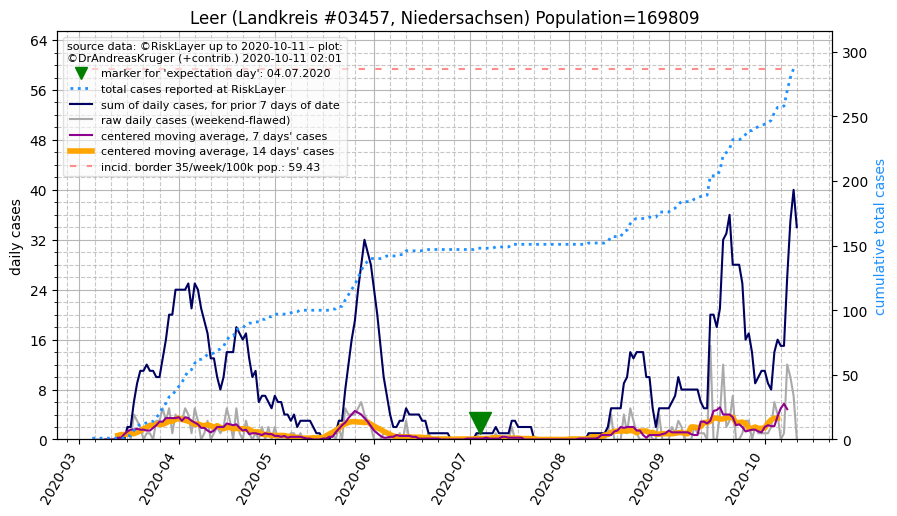 Leer (Landkreis #03457, Niedersachsen) Population=169809
source data: ©RiskLayer up to 2020-10-11 – plot:
©DrAndreasKruger (+contrib.) 2020-10-11 02:01
marker for 'expectation day': 04.07.2020
total cases reported at RiskLayer
sum of daily cases, for prior 7 days of date
raw daily cases (weekend-flawed)
centered moving average, 7 days' cases
centered moving average, 14 days' cases
incid. border 35/week/100k pop.: 59.43
daily cases
64
56
48
40
32
24
16
8
0
cumulative total cases
300
250
200
150
100
50
0
2020-03
2020-04
2020-05
2020-06
2020-07
2020-08
2020-09
2020-10